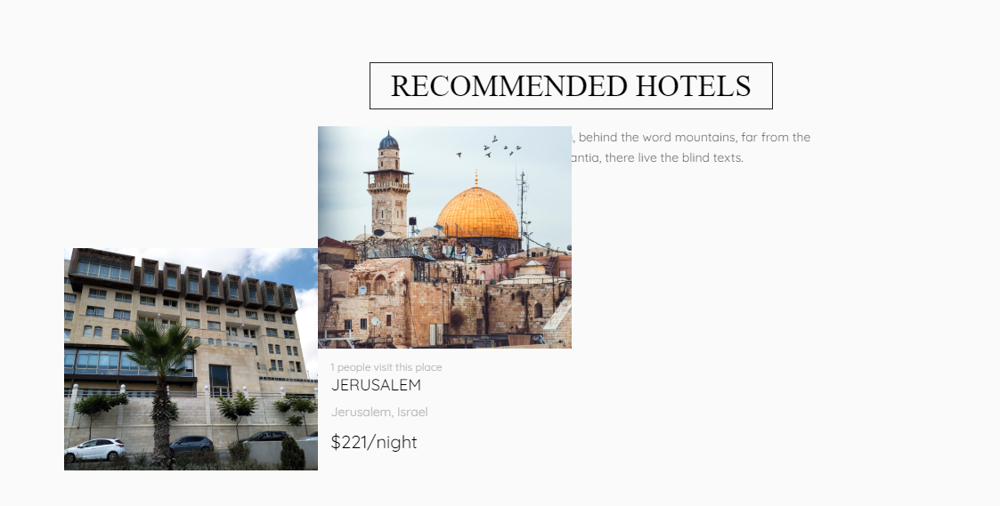 RECOMMENDED HOTELS
, behind the word mountains, far from the
antia, there live the blind texts.
1 people visit this place
JERUSALEM
Jerusalem, Israel
$221/night